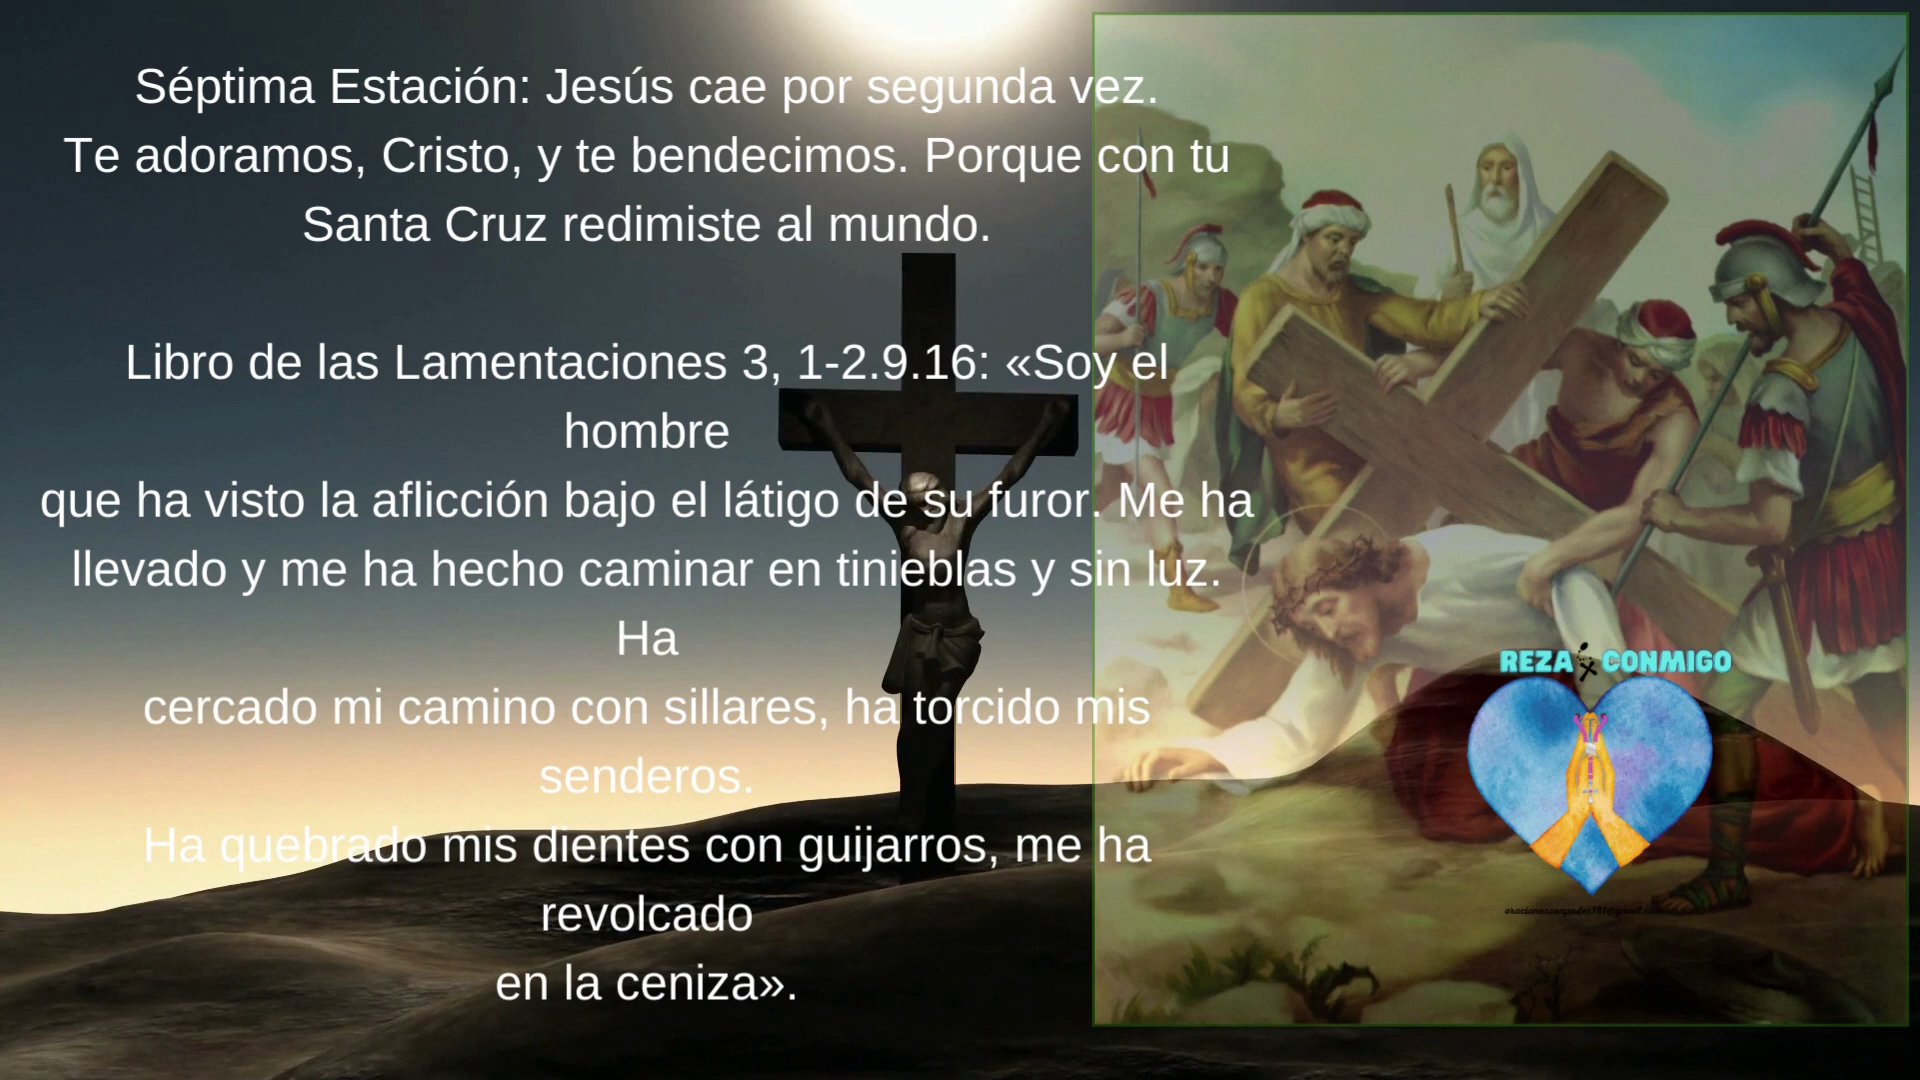 Séptima Estación: Jesús cae por segunda vez.
Te adoramos, Cristo, y te bendecimos. Porque con tu
Santa Cruz redimiste al mundo.
Libro de las Lamentaciones 3, 1-2.9.16: «Soy el
hombre
que ha visto la aflicción bajo el látigo de su furor. Me ha
llevado y me ha hecho caminar en tinieblas y sin luz.
Ha
cercado mi camino con sillares, ha torcido mis
senderos.
Ha quebrado mis dientes con guijarros, me ha
revolcado
en la ceniza».
REZA CONMIGO